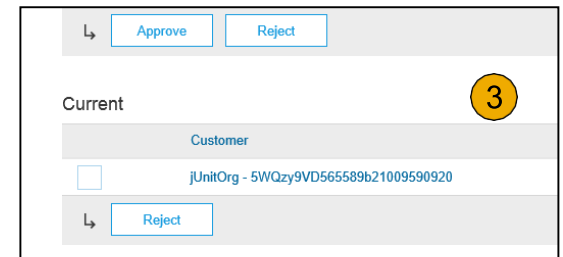 Approve Reject
Current
3
Customer
jUnitOrg - 5WQzy9VD565589b21009590920
Reject